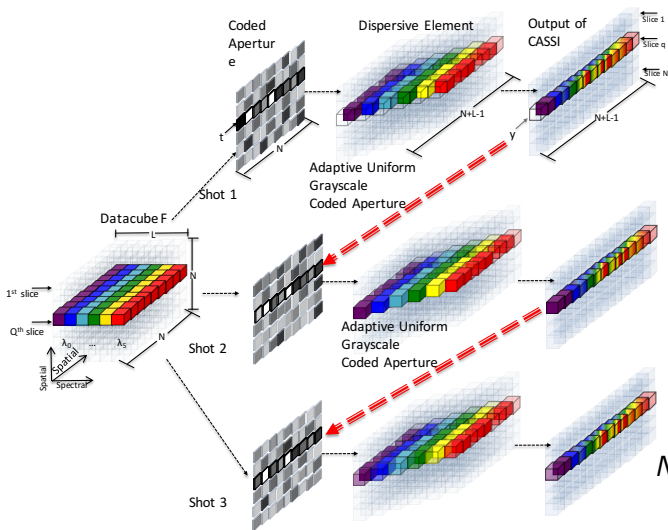 Coded
Apertur
e
Dispersive Element
Output of
CASSI
Slice 1
Slice q
Slice N
t
N
N+L-1
y
N+L-1
Shot 1
Adaptive Uniform
Grayscale
Coded Aperture
Datacube F
L
N
1st slice
Qth slice
N
λ0 ... λ5
Spatial
Spatial
Spectral
Shot 2
Adaptive Uniform
Grayscale
Coded Aperture
Shot 3
N